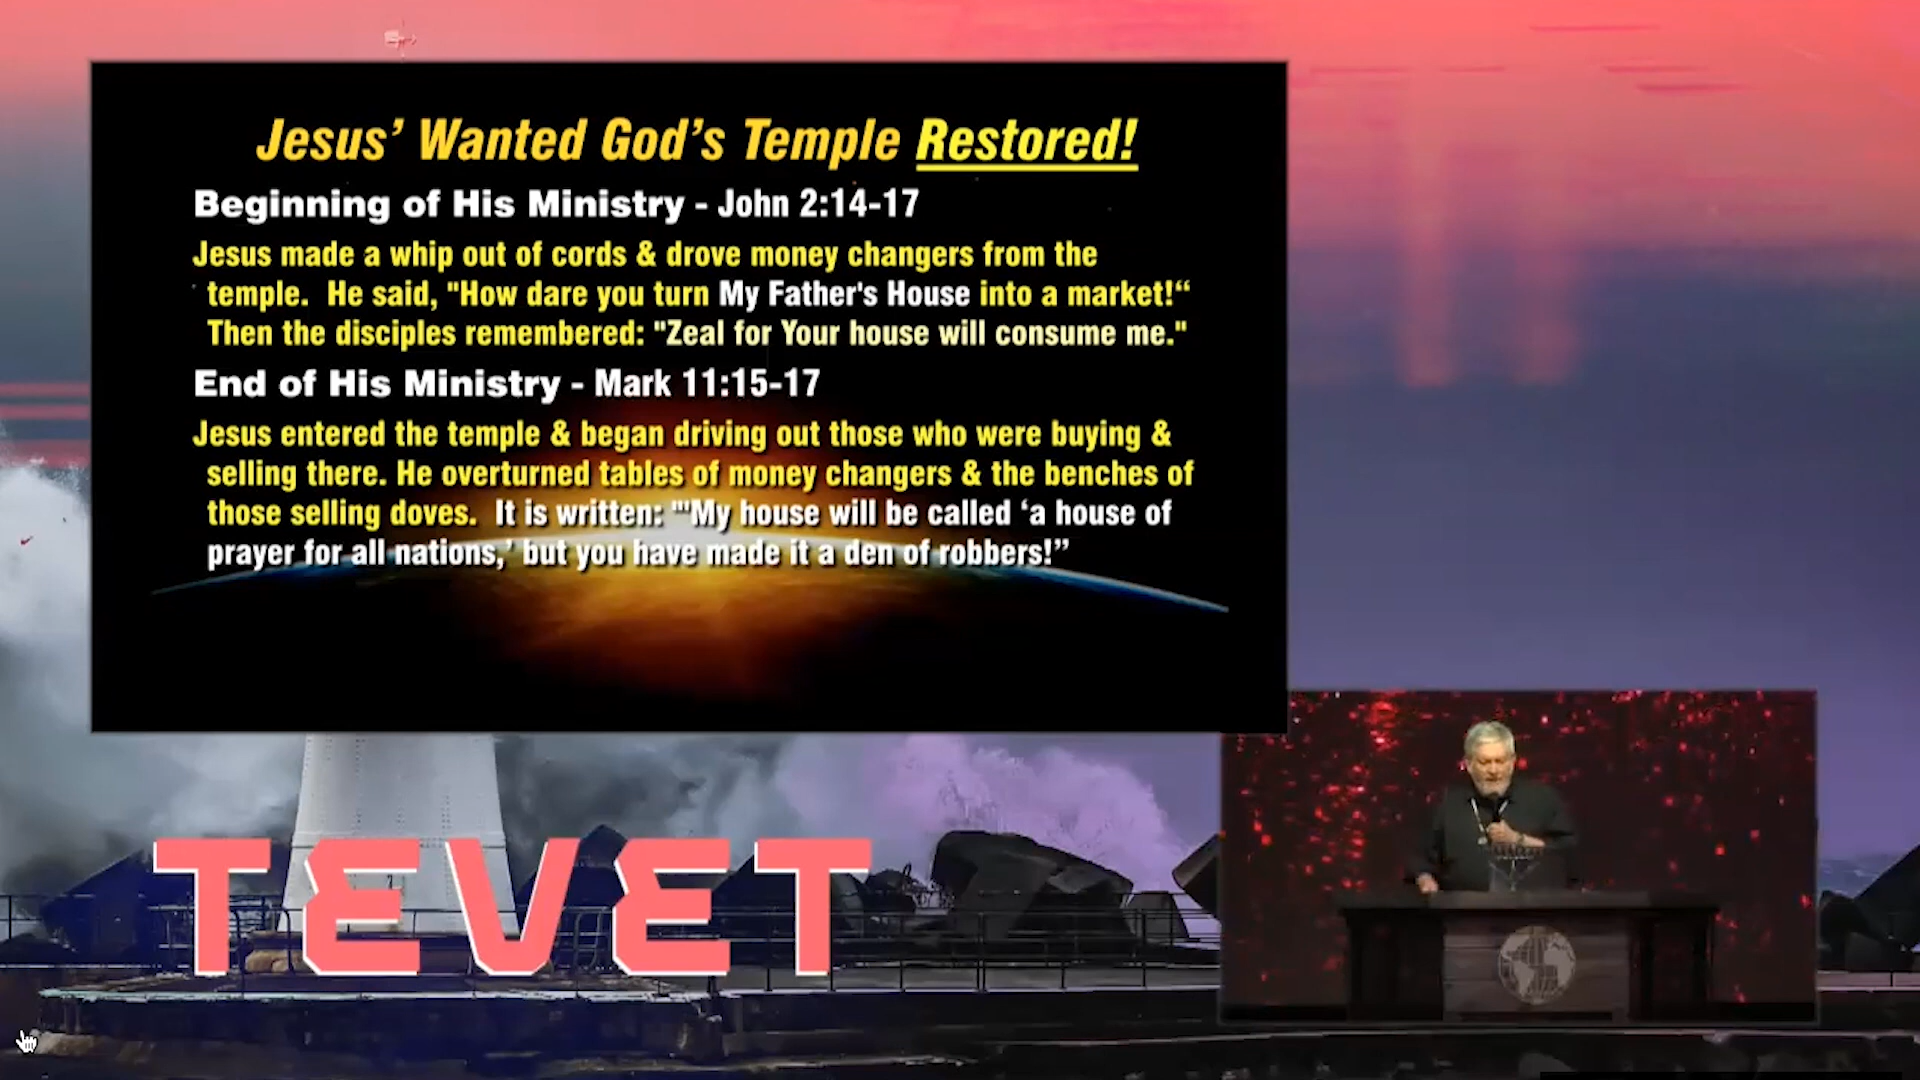 Jesus’ Wanted God’s Temple Restored!
Beginning of His Ministry - John 2:14-17
Jesus made a whip out of cords & drove money changers from the
temple.  He said, "How dare you turn My Father's House into a market!“
Then the disciples remembered: "Zeal for Your house will consume me."
End of His Ministry - Mark 11:15-17
Jesus entered the temple & began driving out those who were buying &
selling there. He overturned tables of money changers & the benches of
those selling doves.  It is written: "'My house will be called ‘a house of
prayer for all nations,’ but you have made it a den of robbers!”
TEVET